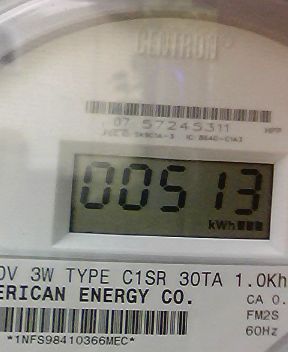 CENTRON
07 57245311
00513
kWh
0V 3W TYPE C1SR 30TA 1.0Kh
ERICAN ENERGY CO.
CA 0.
FM2S
60Hz
*1NFS98410366MEC*